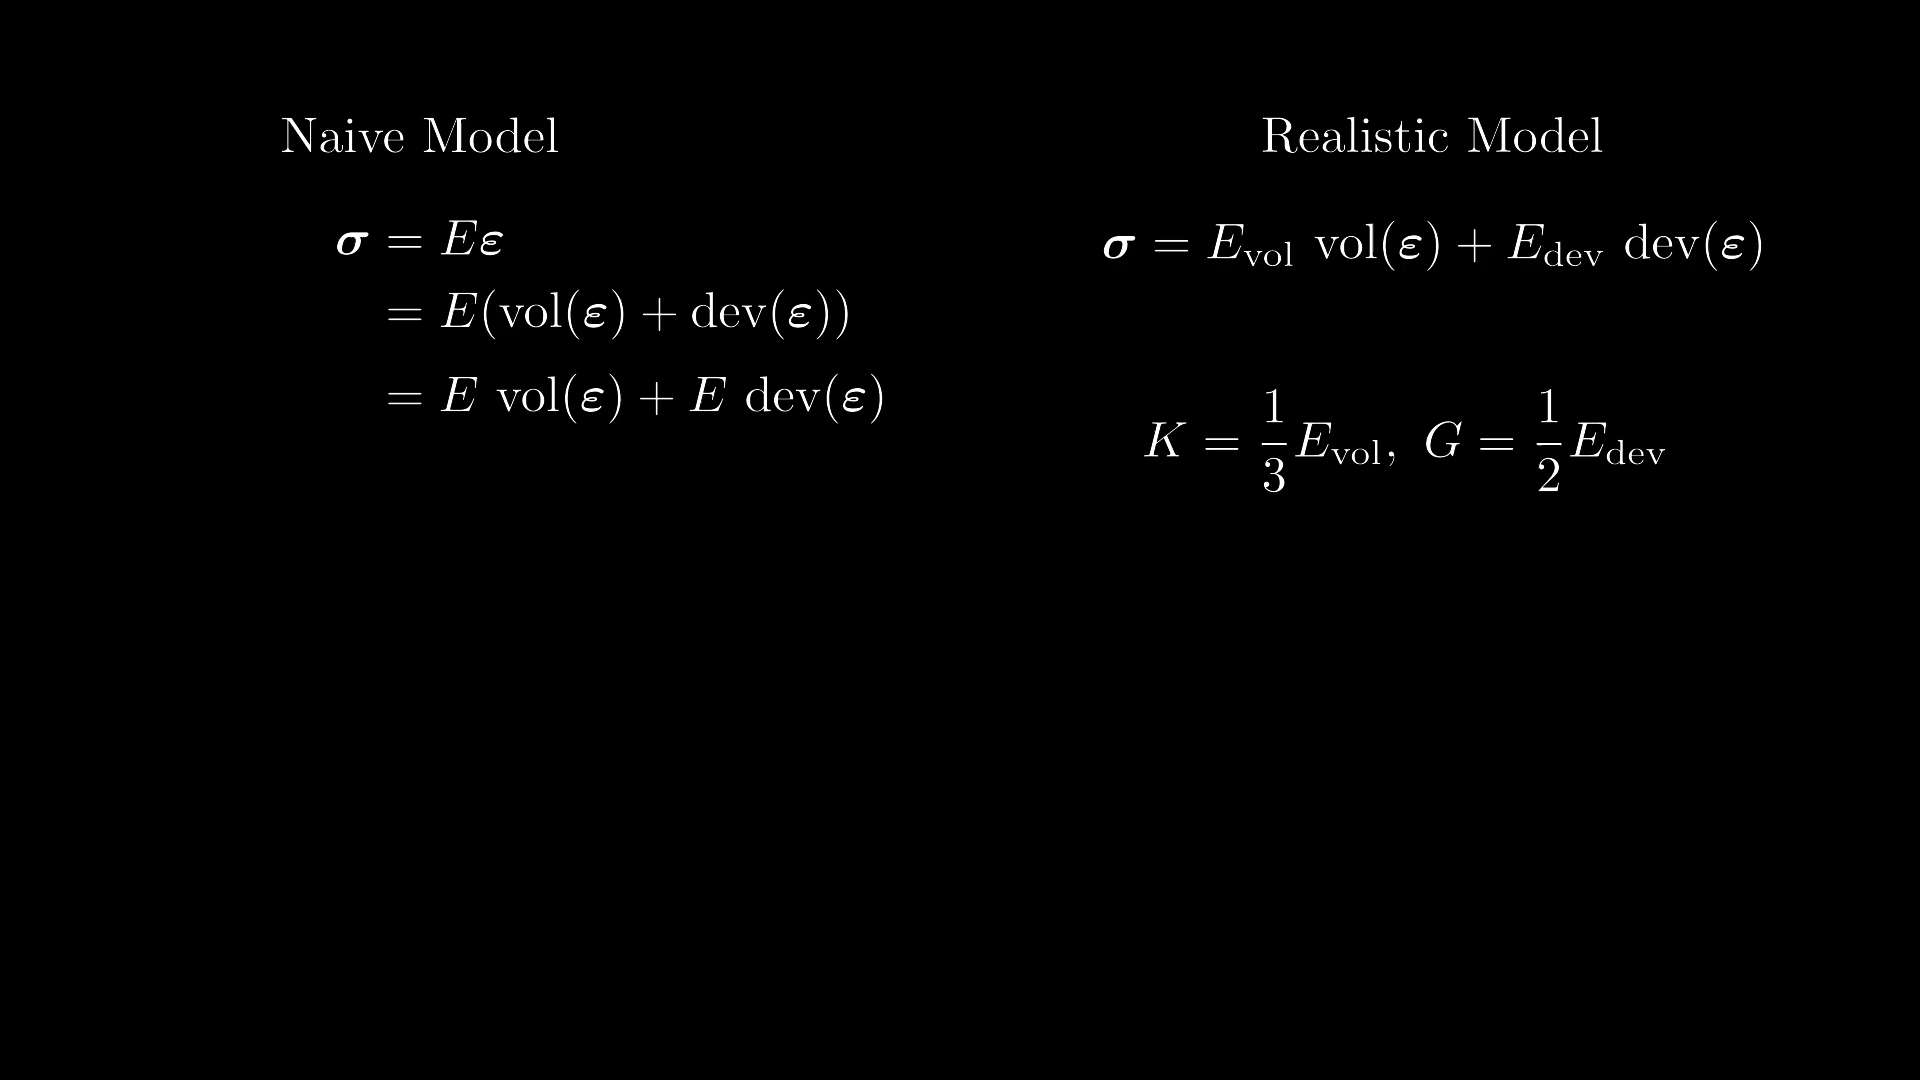 Naive Model
σ = Eε
= E(vol(ε) + dev(ε))
= E vol(ε) + E dev(ε)
Realistic Model
σ = E_vol vol(ε) + E_dev dev(ε)
K = 1/3 E_vol, G = 1/2 E_dev